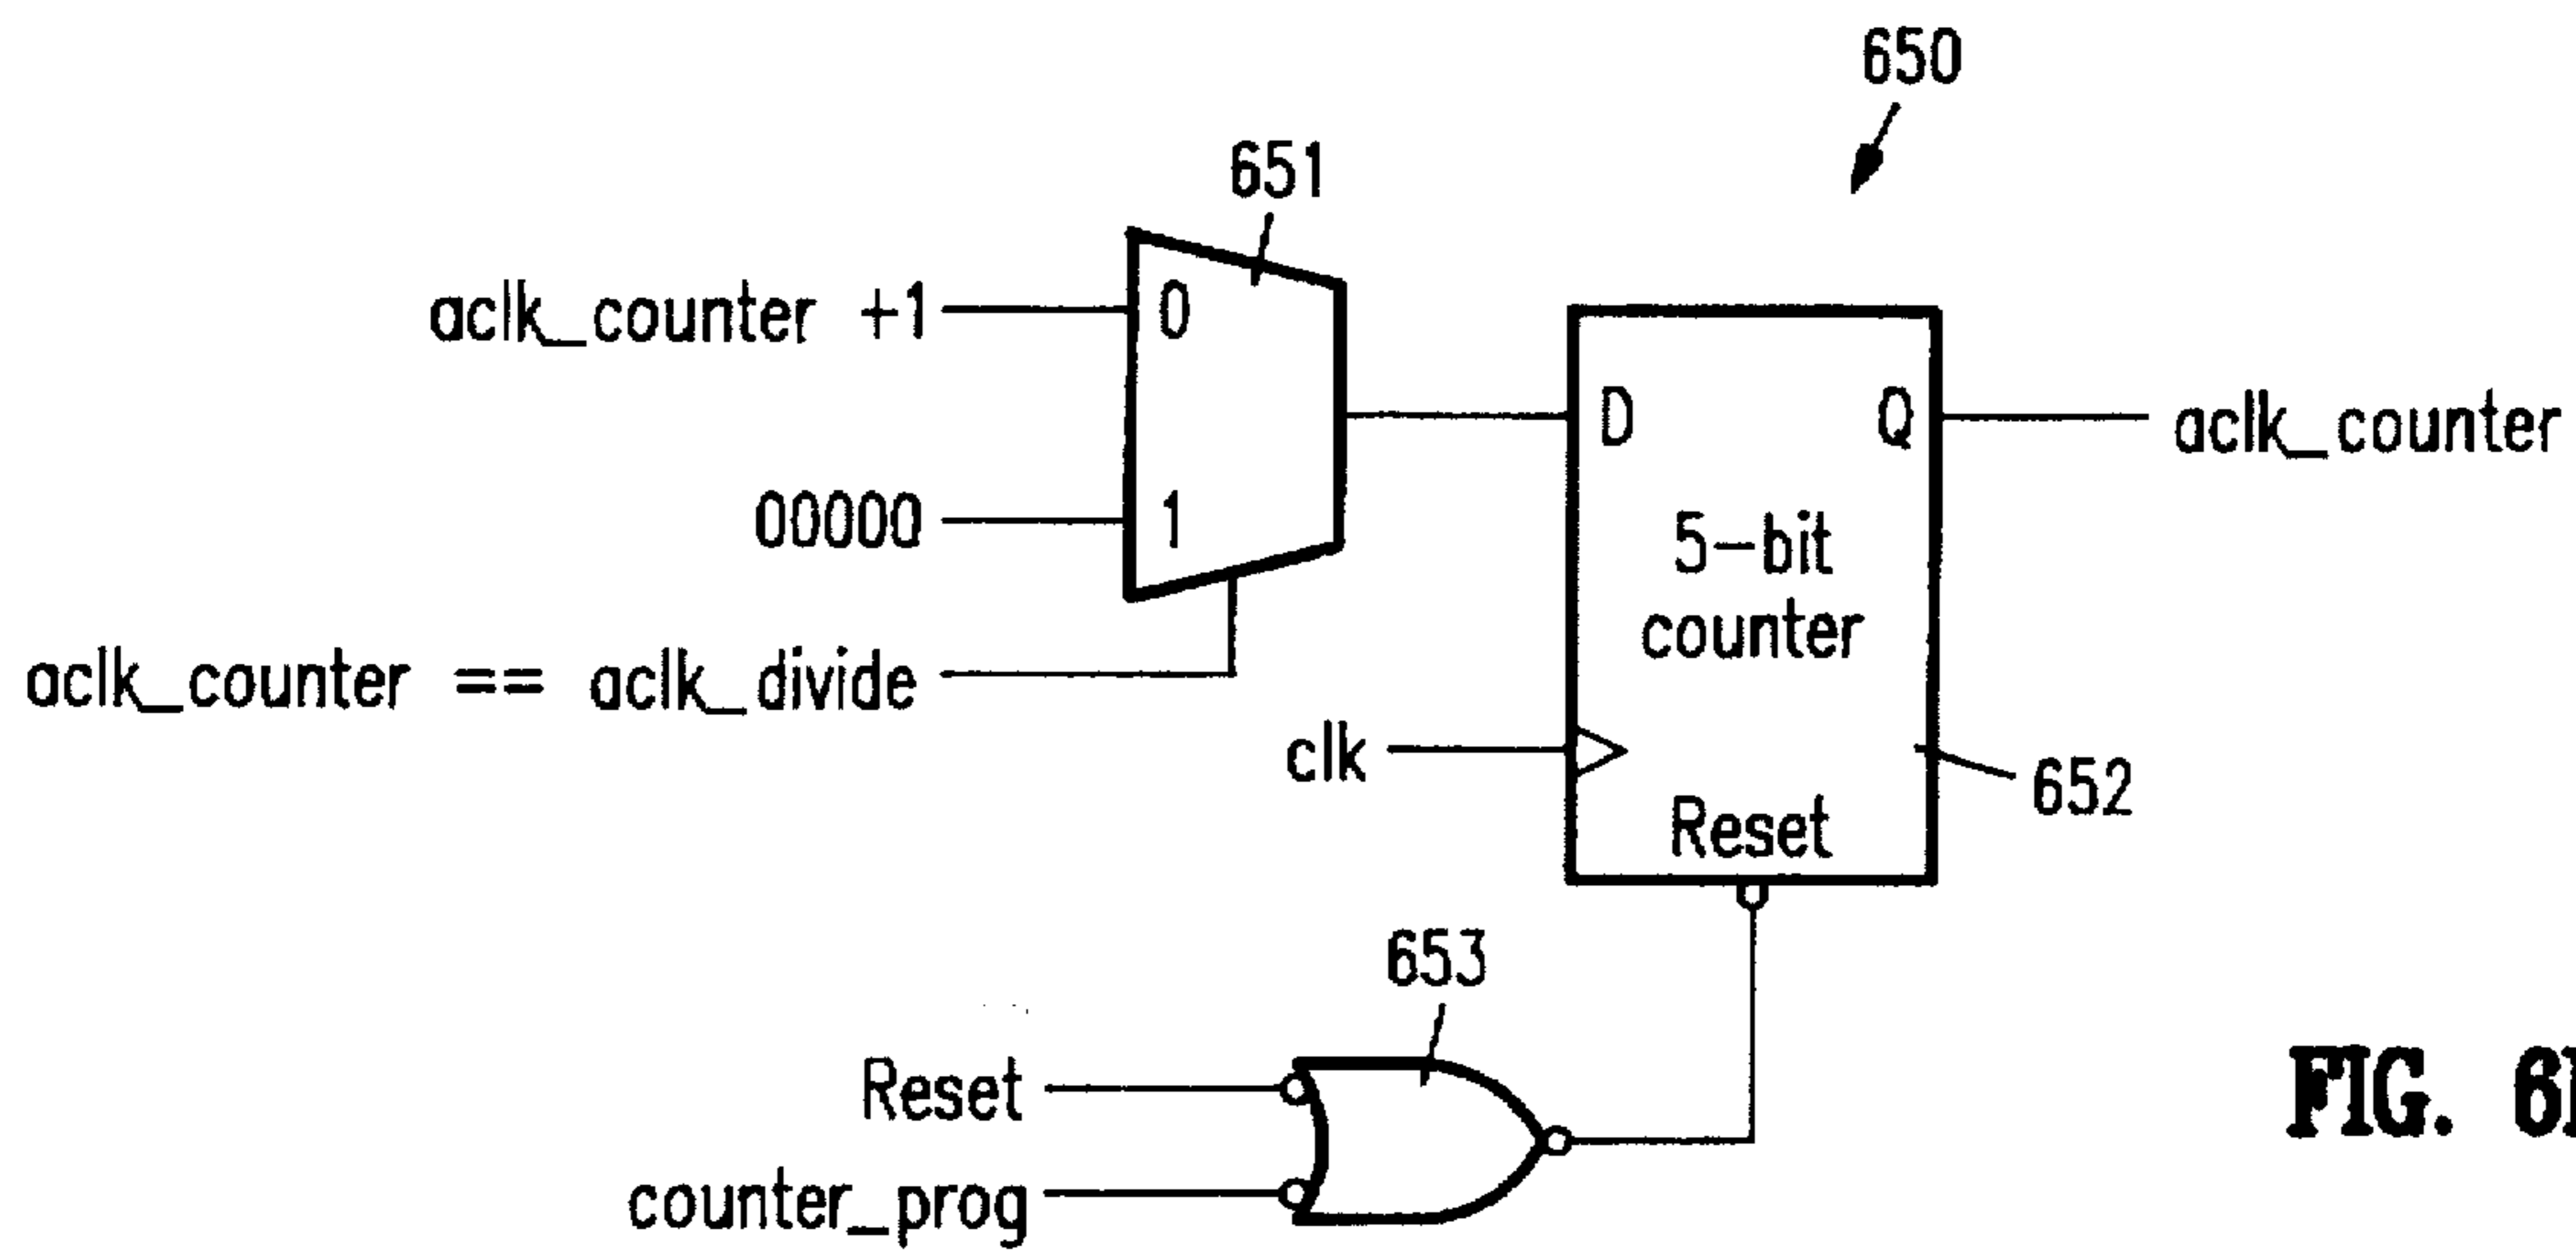 650
651
aclk_counter +1
0
00000
1
aclk_counter == aclk_divide
D
Q
aclk_counter
5-bit
counter
clk
652
Reset
653
Reset
counter_prog
FIG.